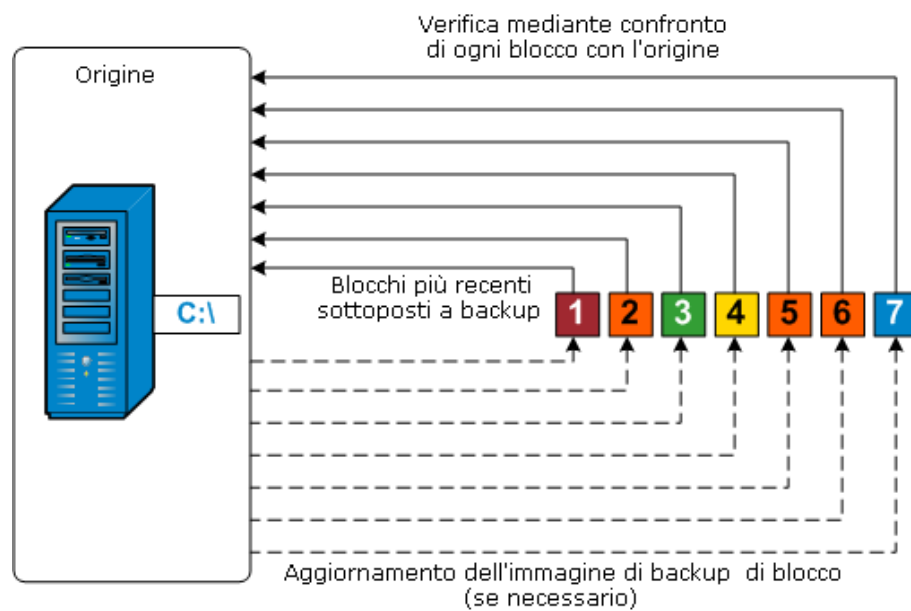 Verifica mediante confronto
di ogni blocco con l'origine
Origine
Blocchi più recenti
sottoposti a backup
C:\
1 2 3 4 5 6 7
Aggiornamento dell'immagine di backup di blocco
(se necessario)